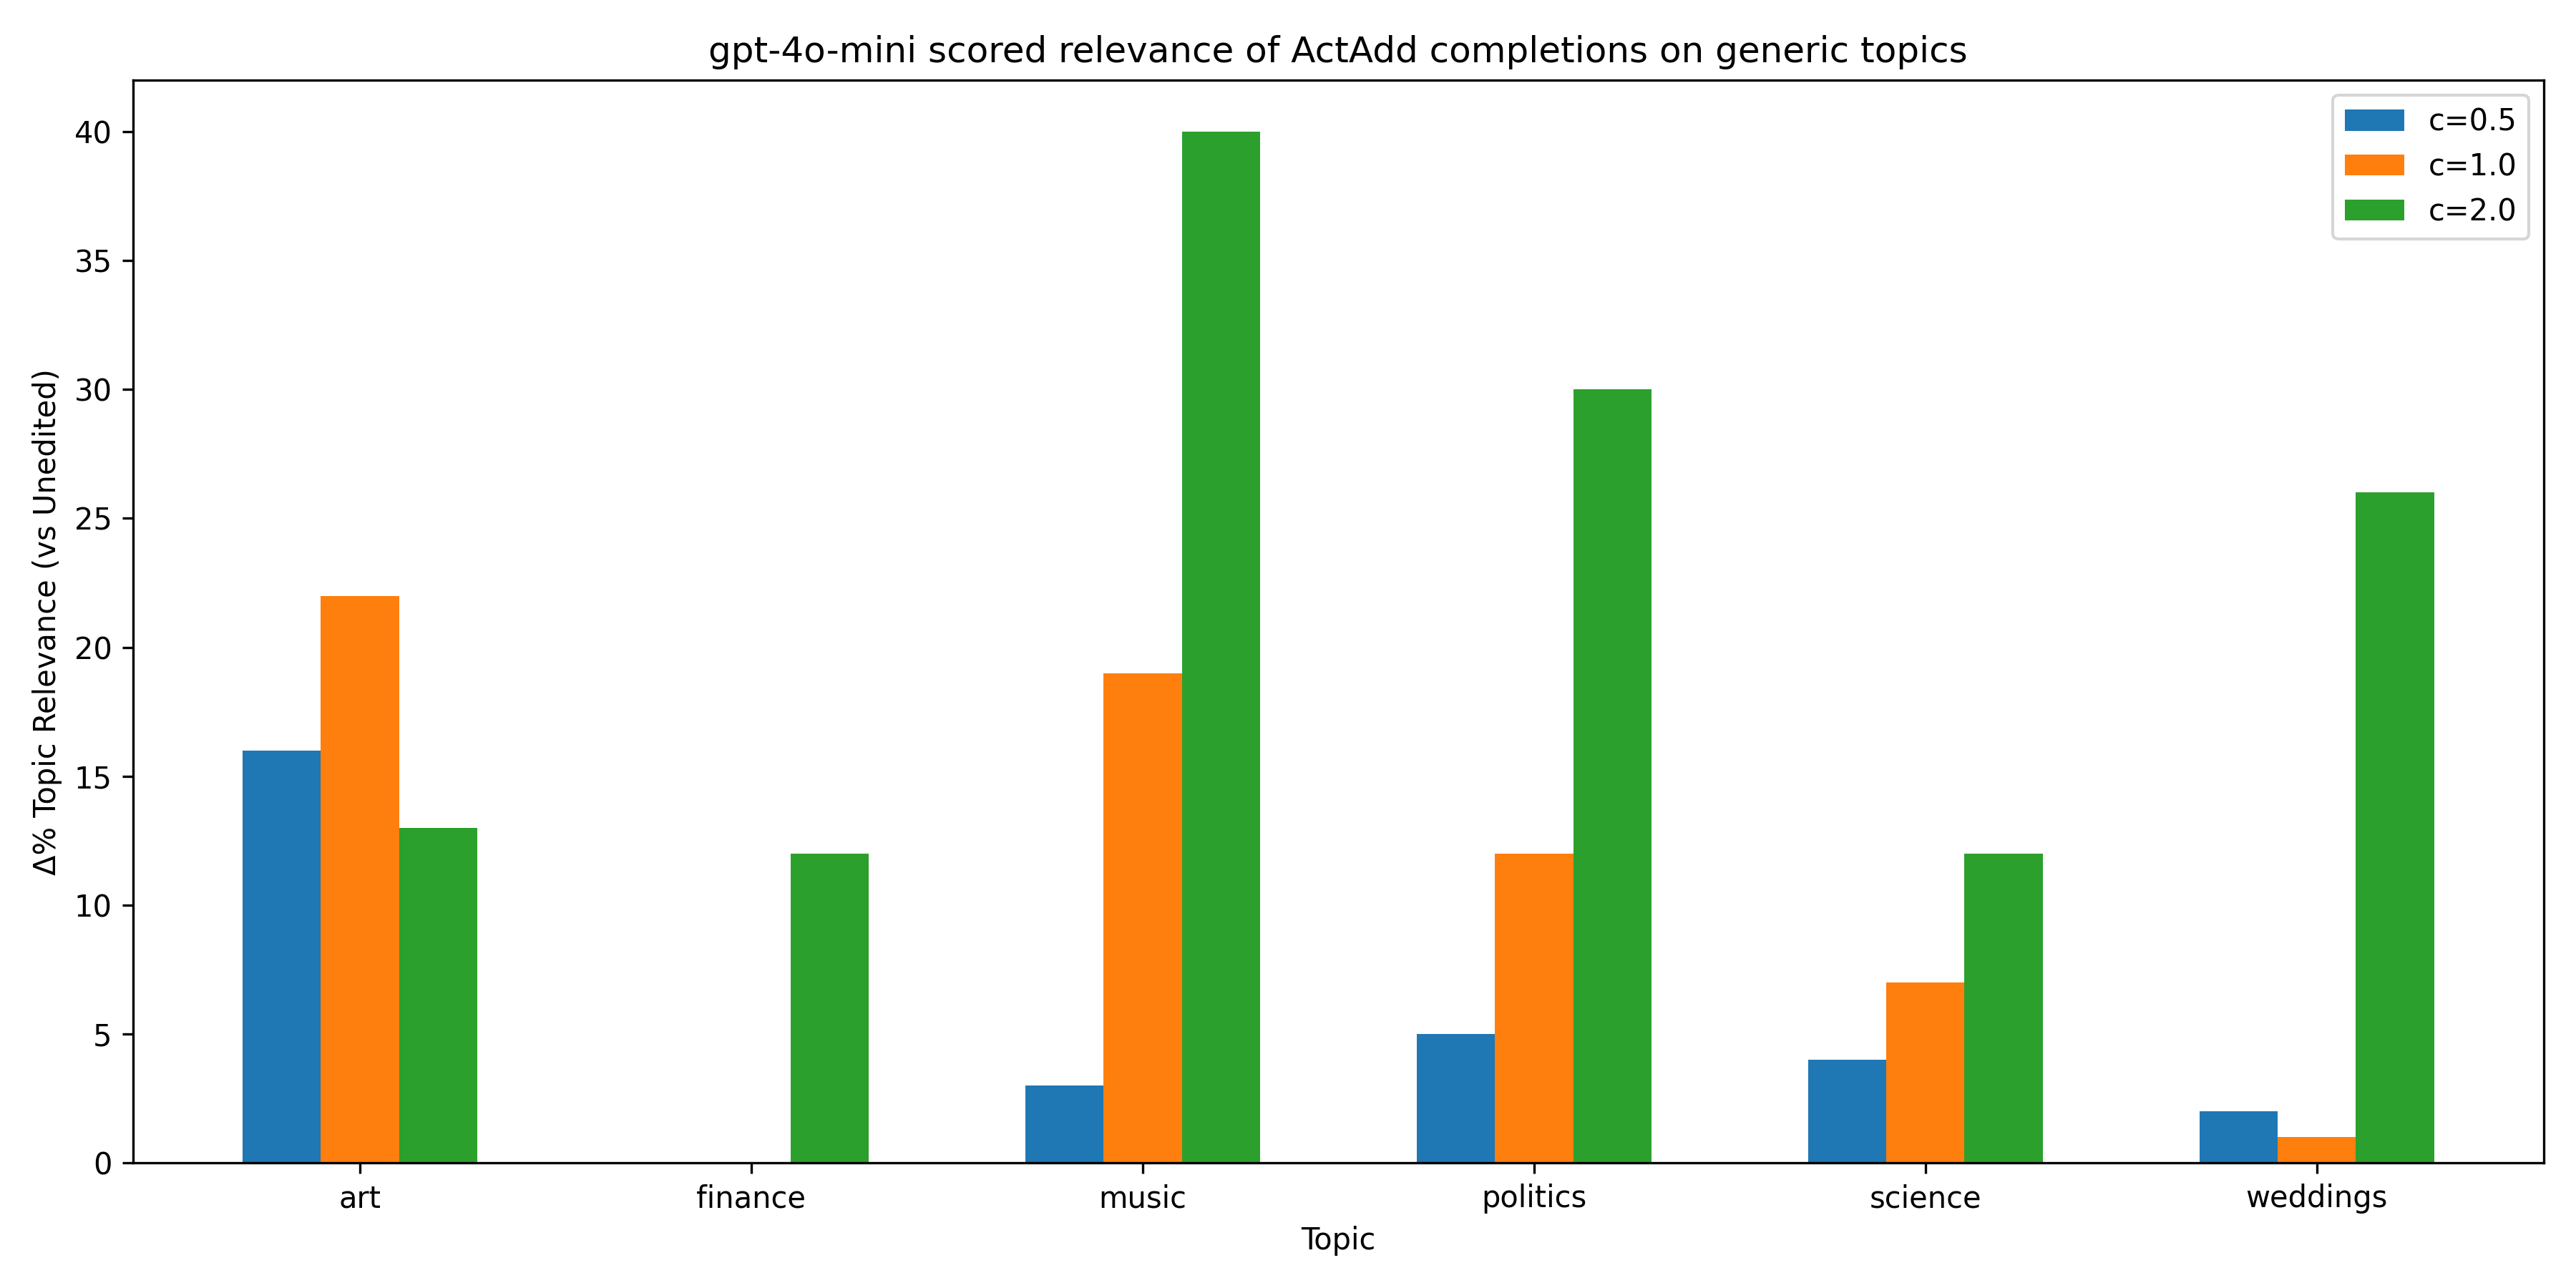 gpt-4o-mini scored relevance of ActAdd completions on generic topics
c=0.5
c=1.0
c=2.0
Δ% Topic Relevance (vs Unedited)
40
35
30
25
20
15
10
5
0
art finance music politics science weddings
Topic